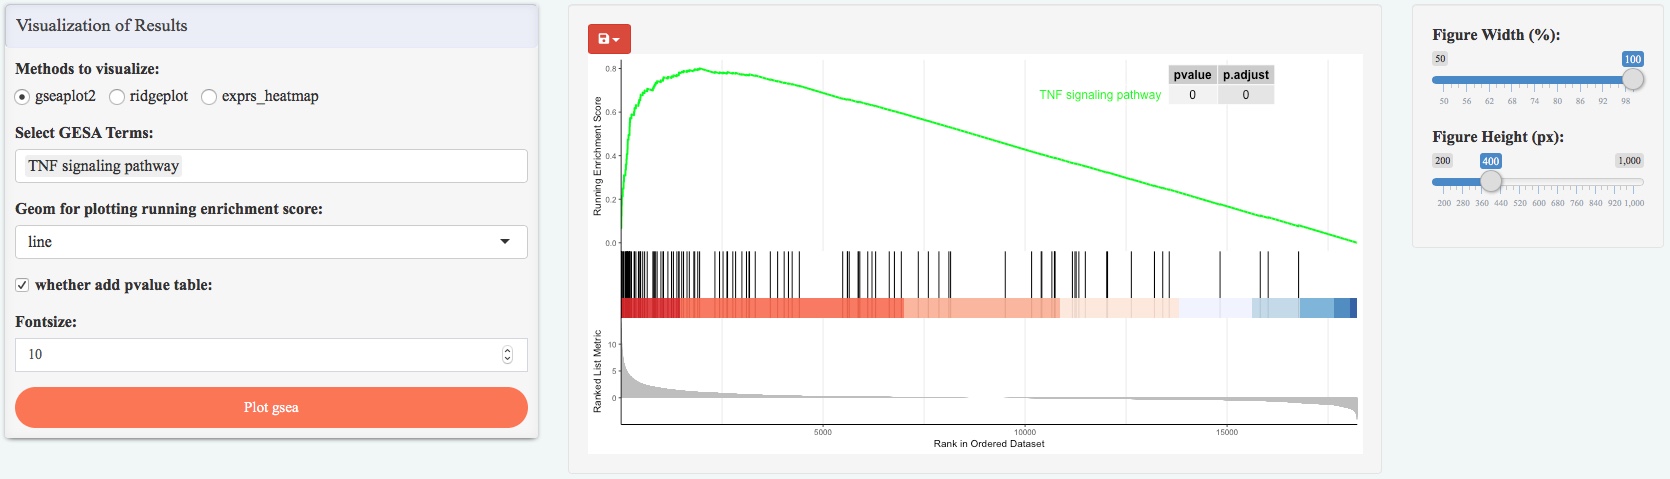 Visualization of Results
Methods to visualize:
gseaplot2 ridgeplot exprs_heatmap
Select GESA Terms:
TNF signaling pathway
Geom for plotting running enrichment score:
line
whether add pvalue table:
Fontsize:
10
Plot gsea
Running Enrichment Score
0.8
0.6
0.4
0.2
0.0
pvalue p.adjust
TNF signaling pathway 0 0
Ranked List Metric
10
5
0
5000 10000 15000
Rank in Ordered Dataset
Figure Width (%):
50 100
50 56 62 68 74 80 86 92 98
Figure Height (px):
200 400 1,000
200 280 360 440 520 600 680 760 840 920 1,000